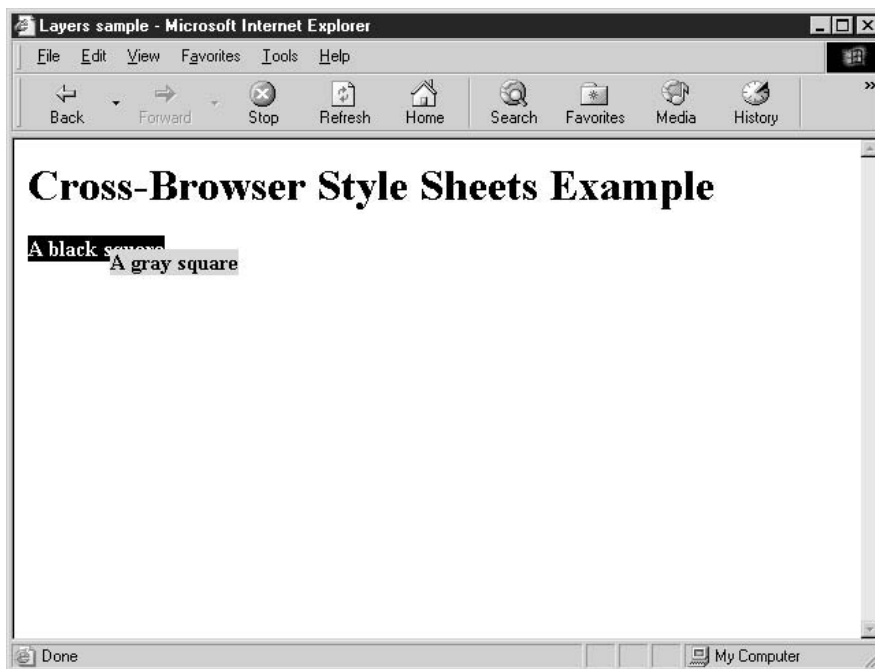 Layers sample - Microsoft Internet Explorer
File Edit View Favorites Tools Help
Back Forward Stop Refresh Home Search Favorites Media History »
Cross-Browser Style Sheets Example
A black square
A gray square
Done My Computer